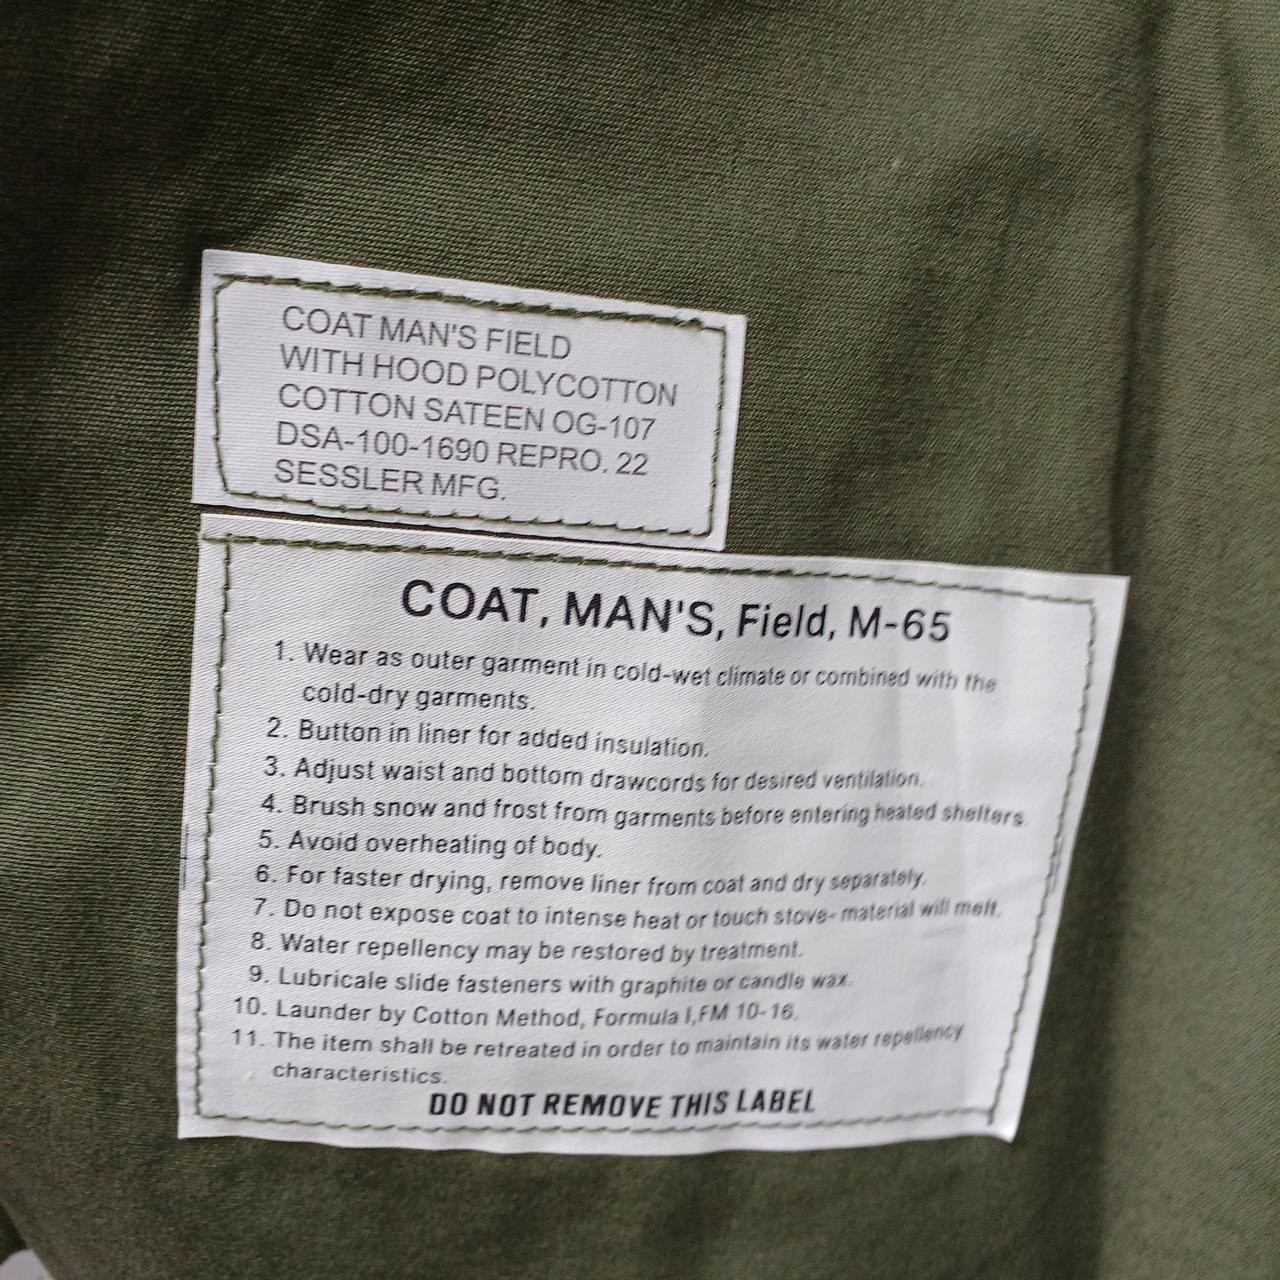 COAT MAN'S FIELD
WITH HOOD POLYCOTTON
COTTON SATEEN OG-107
DSA-100-1690 REPRO. 22
SESSLER MFG.
COAT, MAN'S, Field, M-65
1. Wear as outer garment in cold-wet climate or combined with the
cold-dry garments.
2. Button in liner for added insulation.
3. Adjust waist and bottom drawcords for desired ventilation.
4. Brush snow and frost from garments before entering heated shelters.
5. Avoid overheating of body.
6. For faster drying, remove liner from coat and dry separately.
7. Do not expose coat to intense heat or touch stove- material will melt.
8. Water repellency may be restored by treatment.
9. Lubricale slide fasteners with graphite or candle wax.
10. Launder by Cotton Method, Formula I,FM 10-16.
11. The item shall be retreated in order to maintain its water repellency
characteristics.
DO NOT REMOVE THIS LABEL